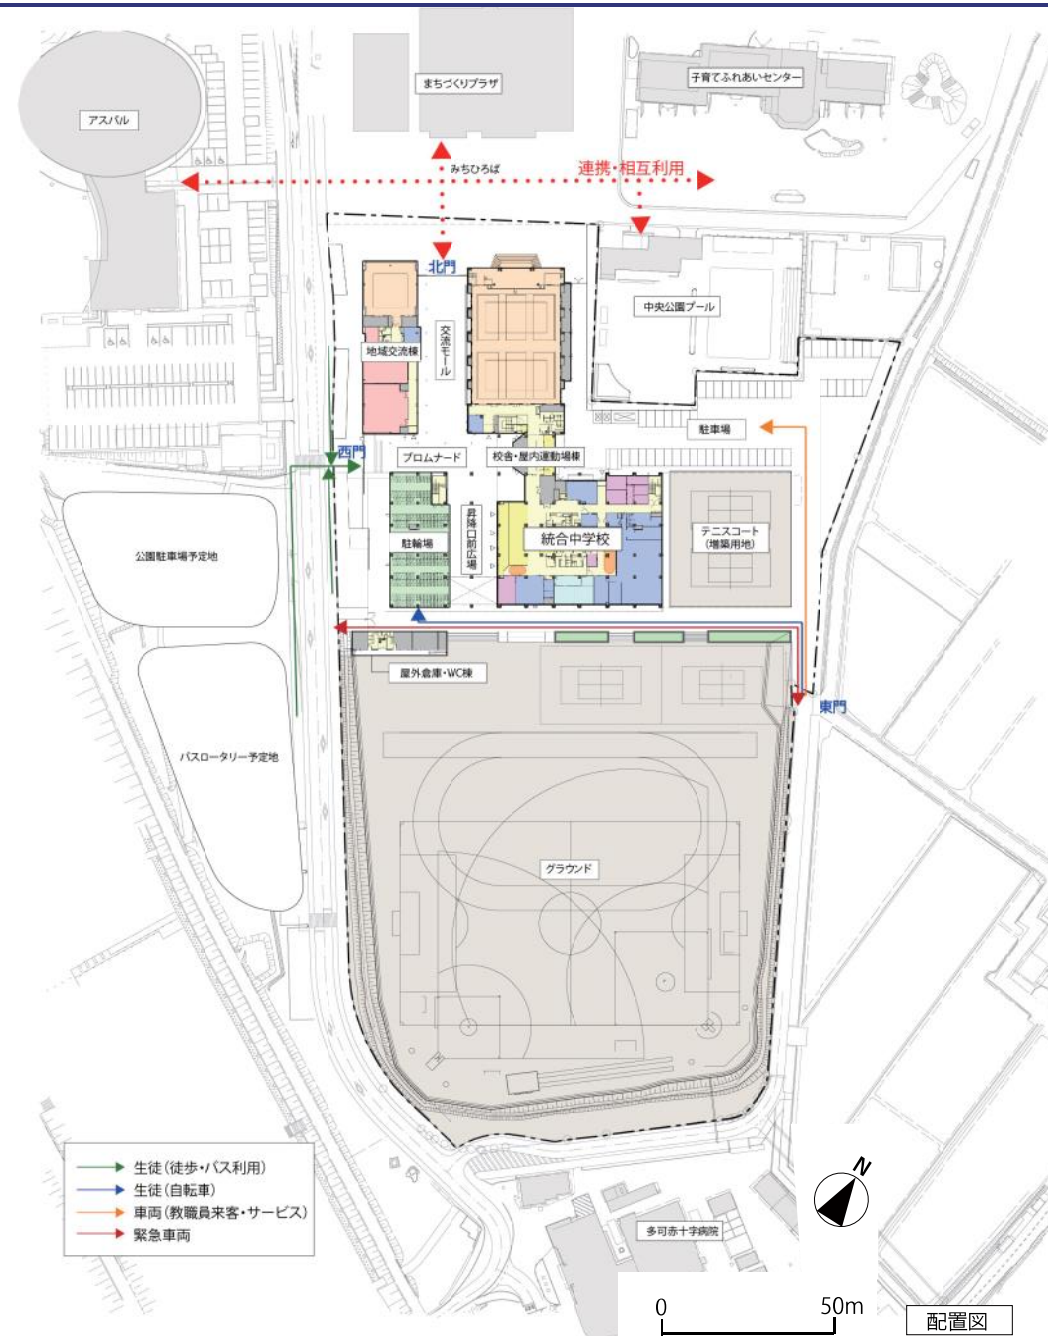 まちづくりプラザ
子育てふれあいセンター
アスパル
みちひろば
連携・相互利用
北門
中央公園プール
交流モール
地域交流棟
駐車場
西門
プロムナード
校舎・屋内運動場棟
昇降口前広場
駐輪場
統合中学校
テニスコート
(増築用地)
公園駐車場予定地
屋外倉庫・WC棟
東門
バスロータリー予定地
グラウンド
生徒(徒歩・バス利用)
生徒(自転車)
車両(教職員来客・サービス)
緊急車両
N
多可赤十字病院
0 50m
配置図